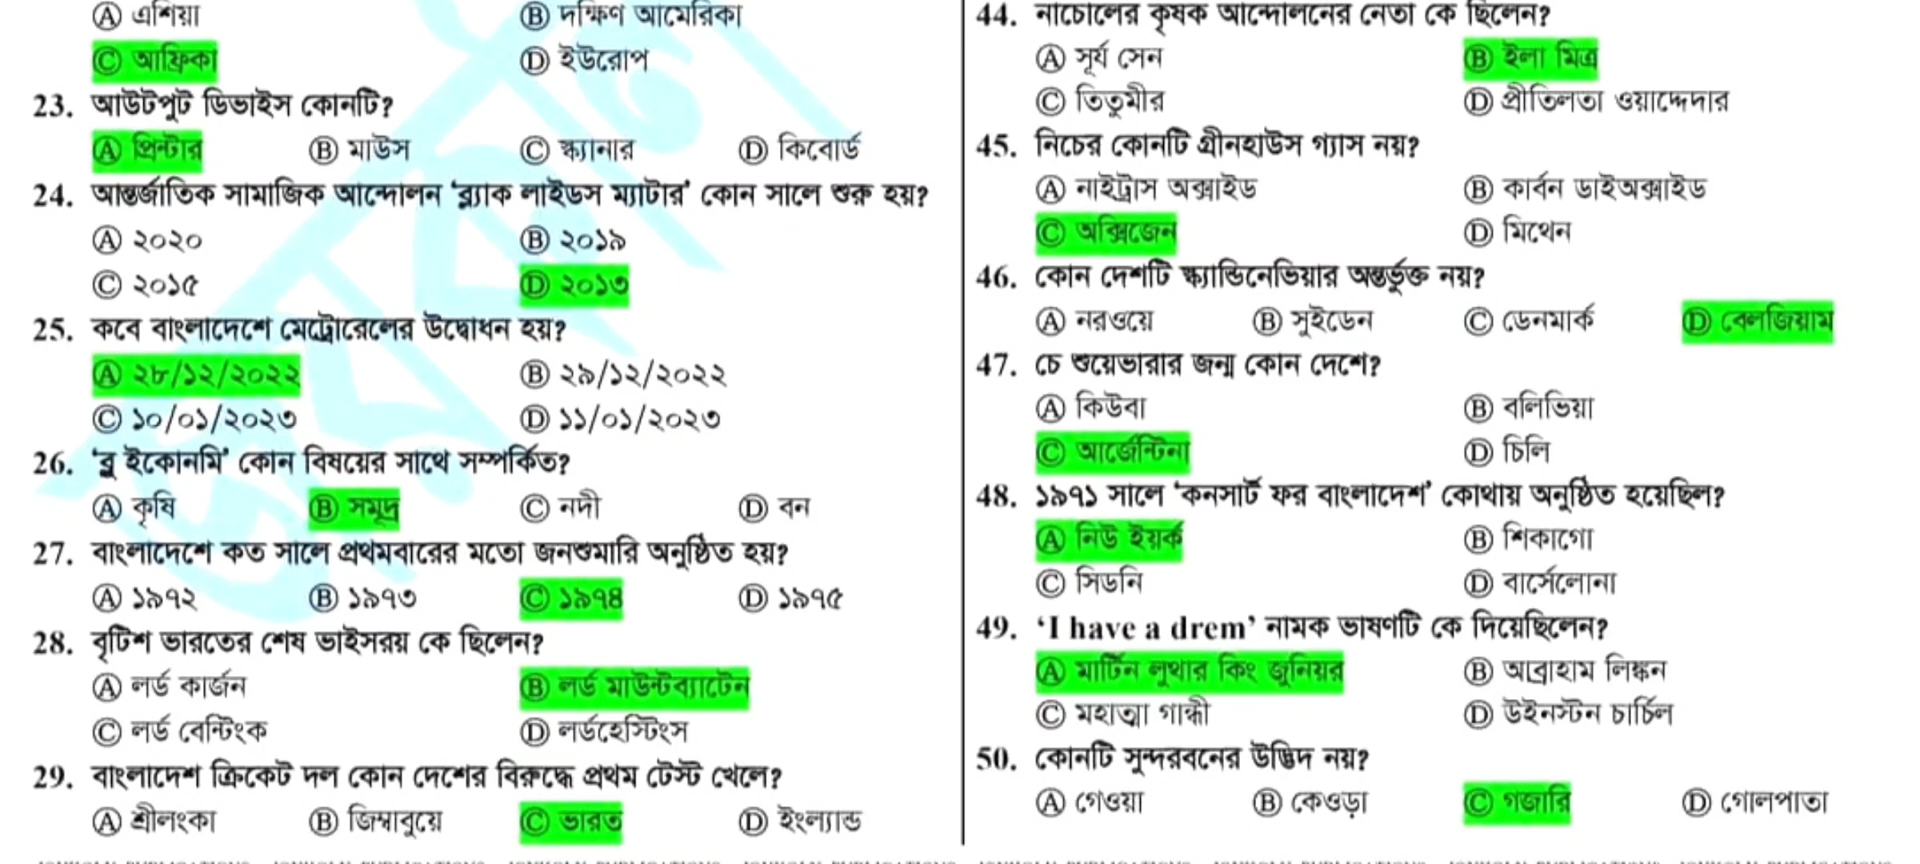 Ⓐ এশিয়া Ⓑ দক্ষিণ আমেরিকা
Ⓒ আফ্রিকা Ⓓ ইউরোপ
23. আউটপুট ডিভাইস কোনটি?
Ⓐ প্রিন্টার Ⓑ মাউস Ⓒ স্ক্যানার Ⓓ কিবোর্ড
24. আন্তর্জাতিক সামাজিক আন্দোলন ‘ব্ল্যাক লাইভস ম্যাটার’ কোন সালে শুরু হয়?
Ⓐ ২০২০ Ⓑ ২০১৯
Ⓒ ২০১৫ Ⓓ ২০১৩
25. কবে বাংলাদেশে মেট্রোরেলের উদ্বোধন হয়?
Ⓐ ২৮/১২/২০২২ Ⓑ ২৯/১২/২০২২
Ⓒ ১০/০১/২০২৩ Ⓓ ১১/০১/২০২৩
26. ‘ব্লু ইকোনমি’ কোন বিষয়ের সাথে সম্পর্কিত?
Ⓐ কৃষি Ⓑ সমূদ্র Ⓒ নদী Ⓓ বন
27. বাংলাদেশে কত সালে প্রথমবারের মতো জনশুমারি অনুষ্ঠিত হয়?
Ⓐ ১৯৭২ Ⓑ ১৯৭৩ Ⓒ ১৯৭৪ Ⓓ ১৯৭৫
28. বৃটিশ ভারতের শেষ ভাইসরয় কে ছিলেন?
Ⓐ লর্ড কার্জন Ⓑ লর্ড মাউন্টব্যাটেন
Ⓒ লর্ড বেন্টিংক Ⓓ লর্ডহেস্টিংস
29. বাংলাদেশ ক্রিকেট দল কোন দেশের বিরুদ্ধে প্রথম টেস্ট খেলে?
Ⓐ শ্রীলংকা Ⓑ জিম্বাবুয়ে Ⓒ ভারত Ⓓ ইংল্যান্ড
44. নাচোলের কৃষক আন্দোলনের নেতা কে ছিলেন?
Ⓐ সূর্য সেন Ⓑ ইলা মিত্র
Ⓒ তিতুমীর Ⓓ প্রীতিলতা ওয়াদ্দেদার
45. নিচের কোনটি গ্রীনহাউস গ্যাস নয়?
Ⓐ নাইট্রাস অক্সাইড Ⓑ কার্বন ডাইঅক্সাইড
Ⓒ অক্সিজেন Ⓓ মিথেন
46. কোন দেশটি স্ক্যান্ডিনেভিয়ার অন্তর্ভুক্ত নয়?
Ⓐ নরওয়ে Ⓑ সুইডেন Ⓒ ডেনমার্ক Ⓓ বেলজিয়াম
47. চে গুয়েভারার জন্ম কোন দেশে?
Ⓐ কিউবা Ⓑ বলিভিয়া
Ⓒ আর্জেন্টিনা Ⓓ চিলি
48. ১৯৭১ সালে ‘কনসার্ট ফর বাংলাদেশ’ কোথায় অনুষ্ঠিত হয়েছিল?
Ⓐ নিউ ইয়র্ক Ⓑ শিকাগো
Ⓒ সিডনি Ⓓ বার্সেলোনা
49. ‘I have a drem’ নামক ভাষণটি কে দিয়েছিলেন?
Ⓐ মার্টিন লুথার কিং জুনিয়র Ⓑ আব্রাহাম লিঙ্কন
Ⓒ মহাত্মা গান্ধী Ⓓ উইনস্টন চার্চিল
50. কোনটি সুন্দরবনের উদ্ভিদ নয়?
Ⓐ গেওয়া Ⓑ কেওড়া Ⓒ গজারি Ⓓ গোলপাতা